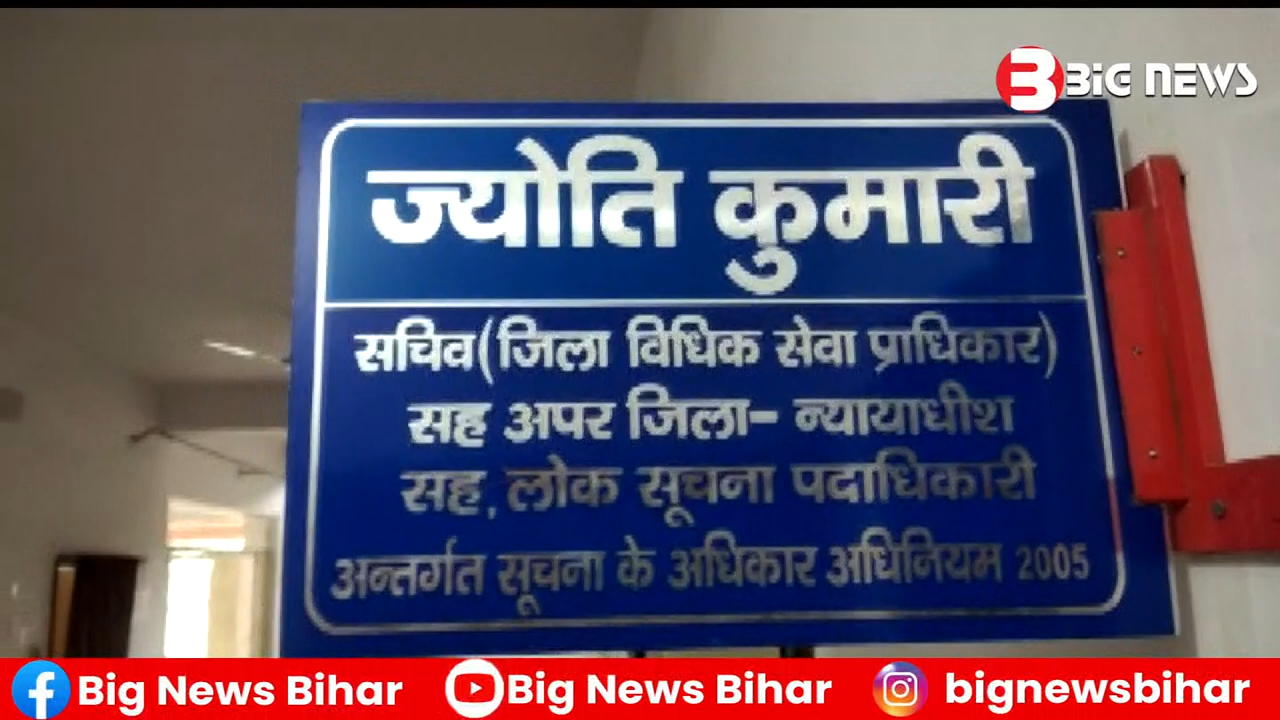 BIG NEWS
ज्योति कुमारी
सचिव(जिला विधिक सेवा प्राधिकार)
सह अपर जिला- न्यायाधीश
सह, लोक सूचना पदाधिकारी
अन्तर्गत सूचना के अधिकार अधिनियम 2005
Big News Bihar Big News Bihar bignewsbihar